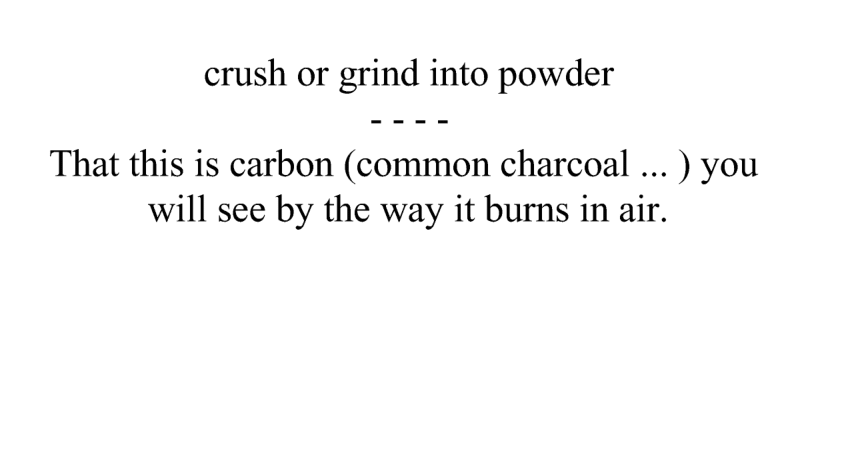 crush or grind into powder
- - - -
That this is carbon (common charcoal ... ) you
will see by the way it burns in air.